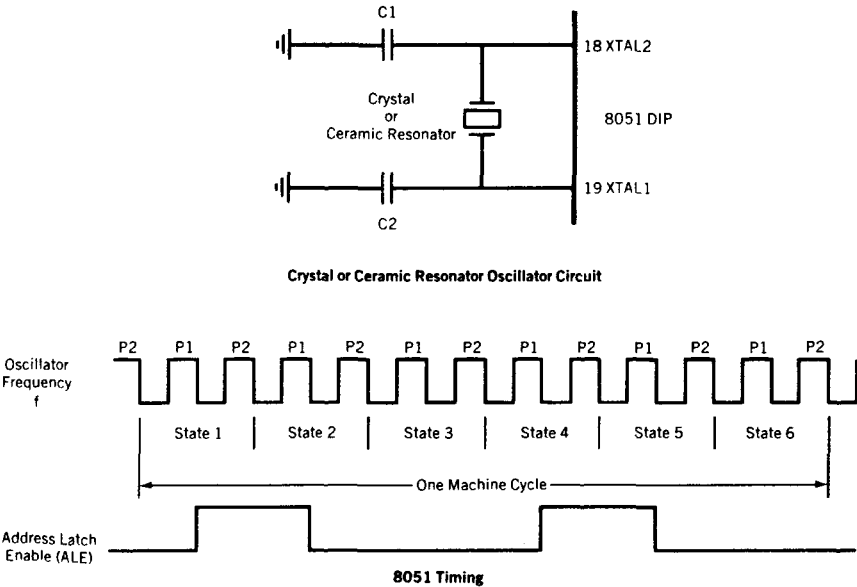 C1
18 XTAL2
Crystal
or
Ceramic Resonator
8051 DIP
19 XTAL1
C2
Crystal or Ceramic Resonator Oscillator Circuit
P2 P1 P2 P1 P2 P1 P2 P1 P2 P1 P2 P1 P2
Oscillator
Frequency
f
State 1 State 2 State 3 State 4 State 5 State 6
One Machine Cycle
Address Latch
Enable (ALE)
8051 Timing